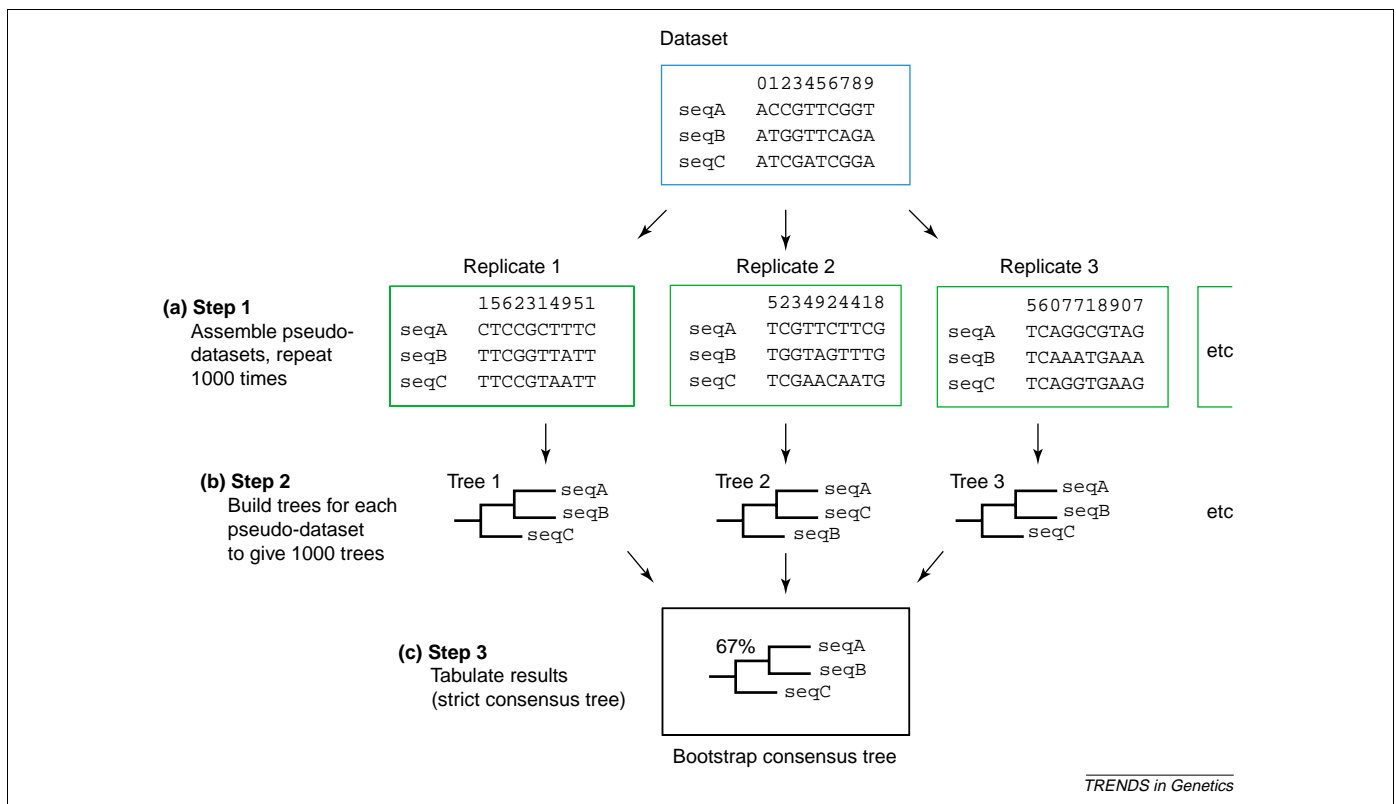 Dataset
0123456789
seqA ACCGTTCGGT
seqB ATGGTTCAGA
seqC ATCGATCGGA
Replicate 1
Replicate 2
Replicate 3
(a) Step 1
Assemble pseudo-
datasets, repeat
1000 times
1562314951
seqA CTCCGCTTTC
seqB TTCGGTTATT
seqC TTCCGTAATT
5234924418
seqA TCGTTCTTCG
seqB TGGTAGTTTG
seqC TCGAACAATG
5607718907
seqA TCAGGCGTAG
seqB TCAAATGAAA
seqC TCAGGTGAAG
etc
(b) Step 2
Build trees for each
pseudo-dataset
to give 1000 trees
Tree 1
seqA
seqB
seqC
Tree 2
seqA
seqC
seqB
Tree 3
seqA
seqB
seqC
etc
(c) Step 3
Tabulate results
(strict consensus tree)
67%
seqA
seqB
seqC
Bootstrap consensus tree
TRENDS in Genetics